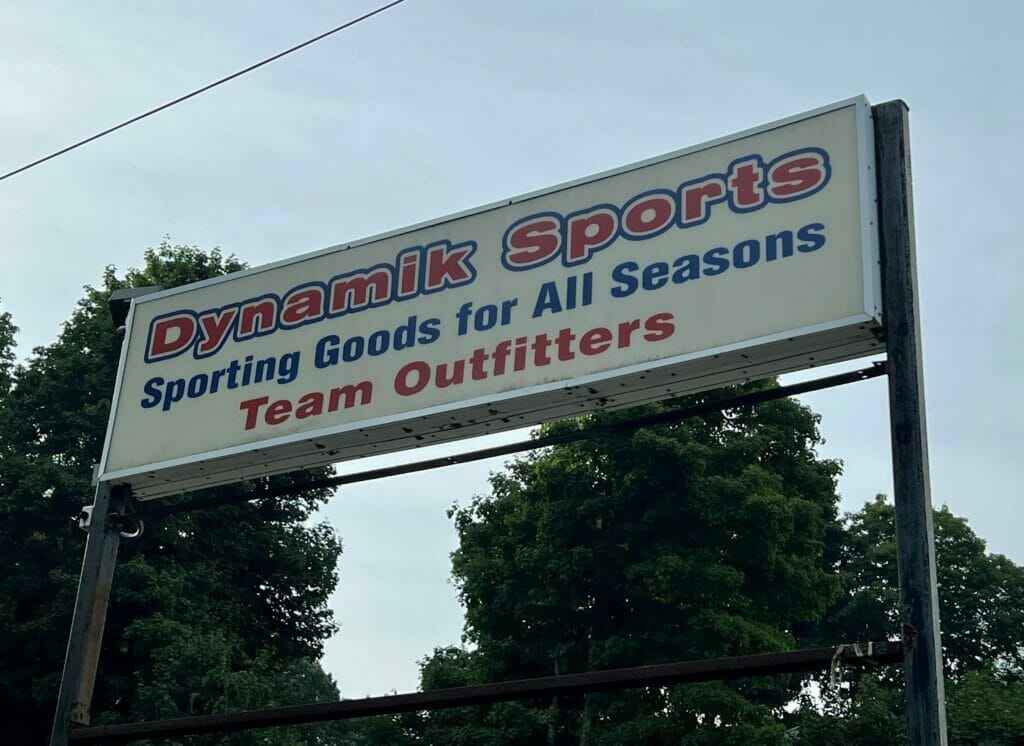 Dynamik Sports
Sporting Goods for All Seasons
Team Outfitters